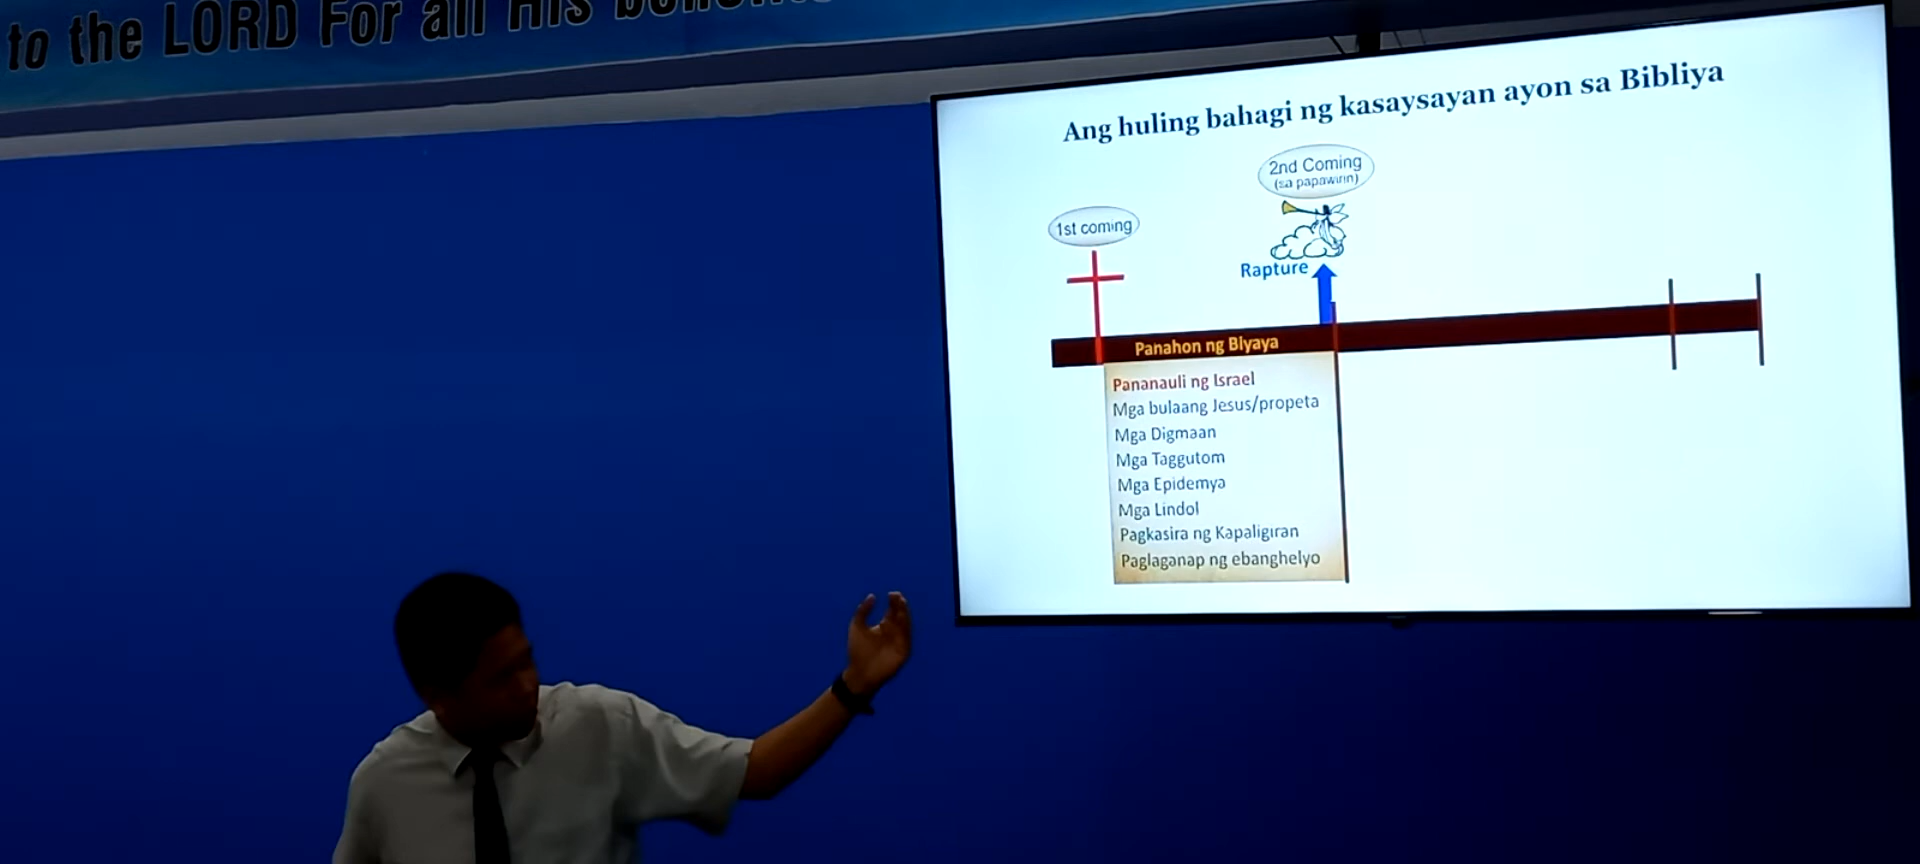 to the LORD For all His
Ang huling bahagi ng kasaysayan ayon sa Bibliya
2nd Coming
(sa papawirin)
1st coming
Rapture
Panahon ng Biyaya
Pananauli ng Israel
Mga bulaang Jesus/propeta
Mga Digmaan
Mga Taggutom
Mga Epidemya
Mga Lindol
Pagkasira ng Kapaligiran
Paglaganap ng ebanghelyo